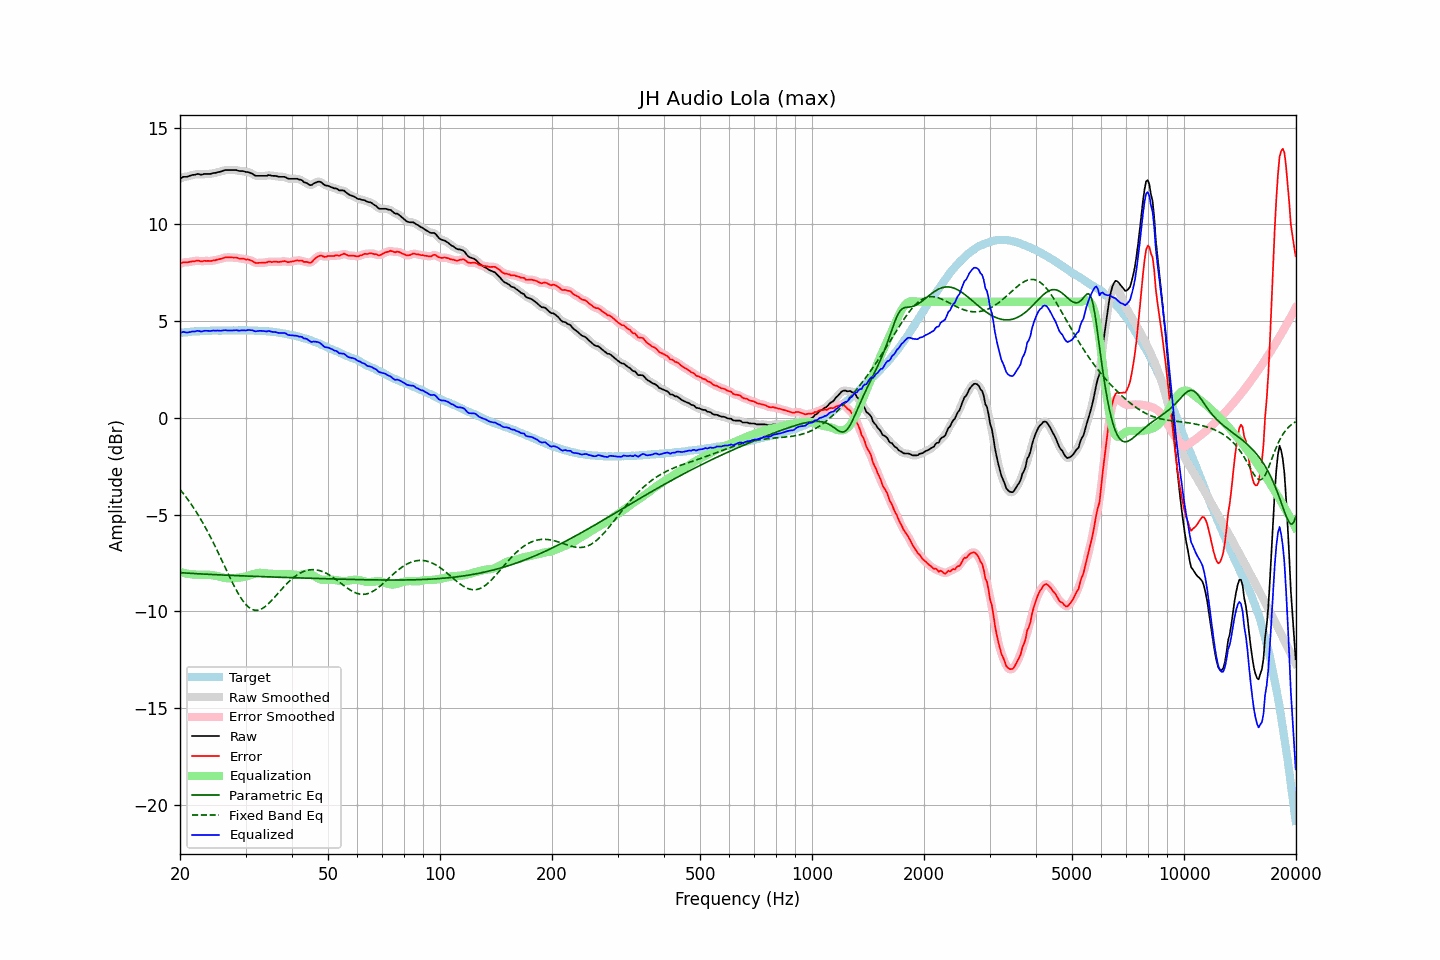 JH Audio Lola (max)
15
10
5
0
−5
−10
−15
−20
Amplitude (dBr)
Target
Raw Smoothed
Error Smoothed
Raw
Error
Equalization
Parametric Eq
Fixed Band Eq
Equalized
20 50 100 200 500 1000 2000 5000 10000 20000
Frequency (Hz)